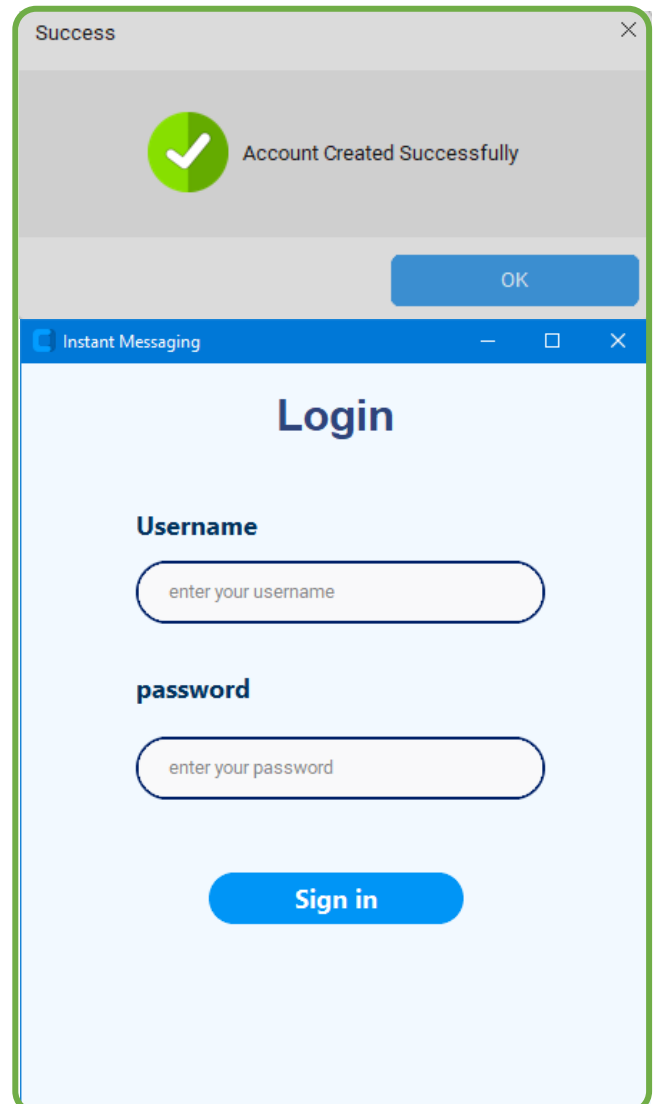 Success
Account Created Successfully
OK
Instant Messaging
Login
Username
enter your username
password
enter your password
Sign in